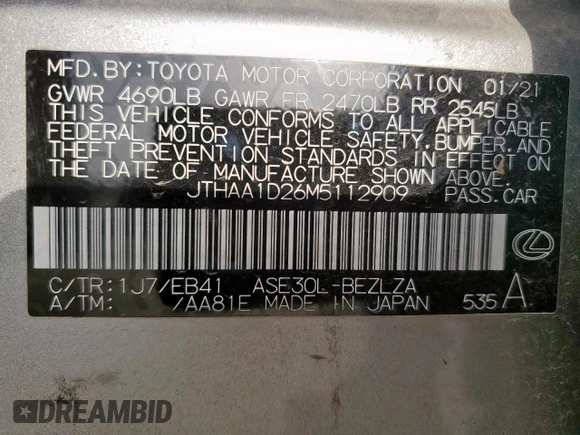 MFD. BY: TOYOTA MOTOR CORPORATION 01/21
GVWR 4690LB GAWR FR 2470LB RR 2545LB
THIS VEHICLE CONFORMS TO ALL APPLICABLE
FEDERAL MOTOR VEHICLE SAFETY, BUMPER, AND
THEFT PREVENTION STANDARDS IN EFFECT ON
THE DATE OF MANUFACTURE SHOWN ABOVE.
JTHAA1D26M5112909 PASS. CAR
C/TR: 1J7/EB41 ASE30L-BEZLZA
A/TM: /AA81E MADE IN JAPAN 535 A
DREAMBID